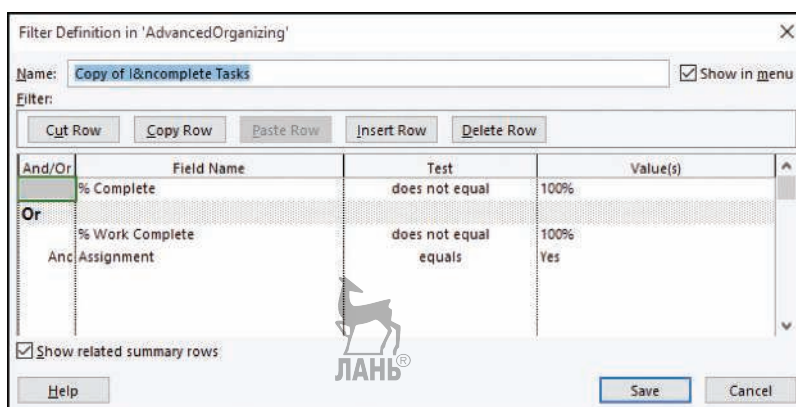 Filter Definition in 'AdvancedOrganizing'
Name: Copy of I&ncomplete Tasks Show in menu
Filter:
Cut Row Copy Row Paste Row Insert Row Delete Row
And/Or Field Name Test Value(s)
% Complete does not equal 100%
Or
% Work Complete does not equal 100%
Anc Assignment equals Yes
Show related summary rows
ЛАНЬ®
Help Save Cancel